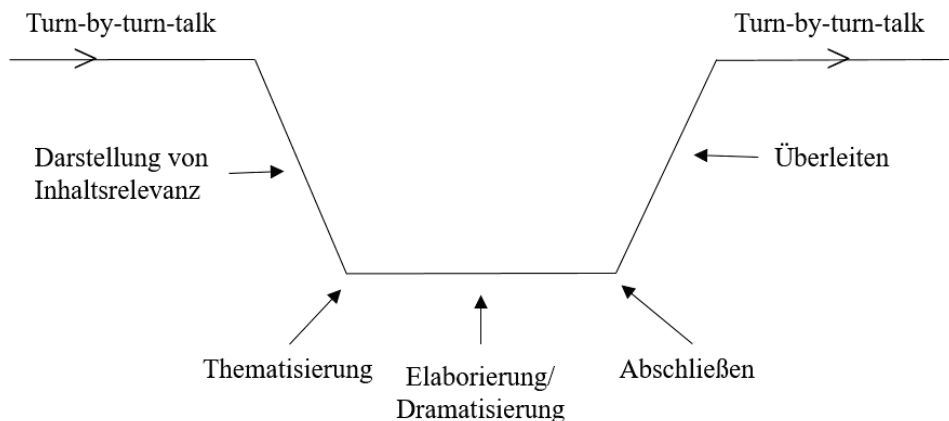 Turn-by-turn-talk
Turn-by-turn-talk
Darstellung von
Inhaltsrelevanz
Überleiten
Thematisierung
Elaborierung/
Dramatisierung
Abschließen